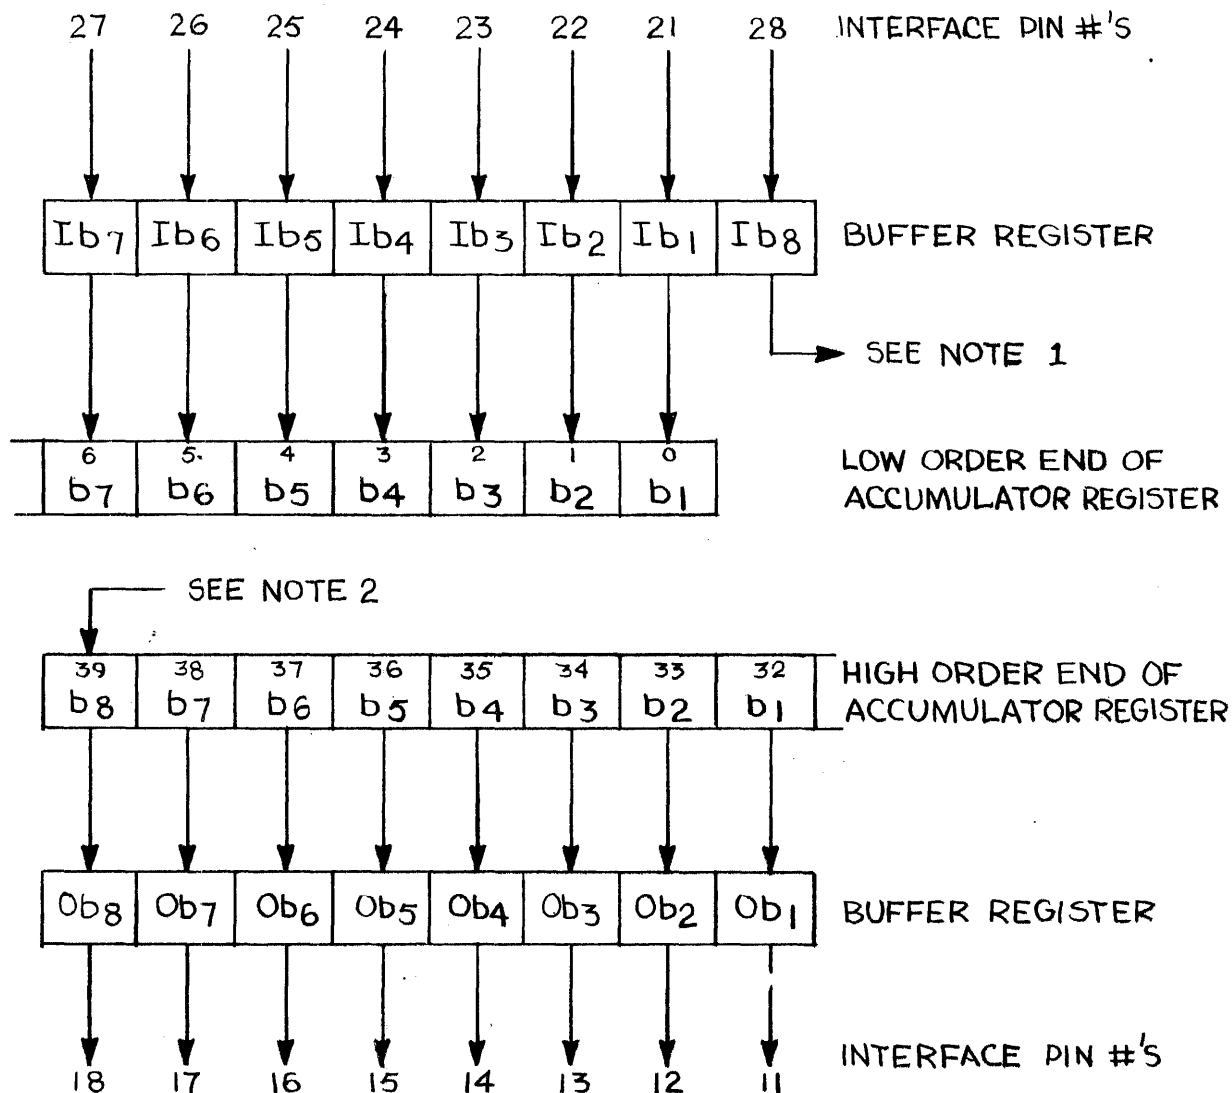 27 26 25 24 23 22 21 28 INTERFACE PIN #'S
Ib7 Ib6 Ib5 Ib4 Ib3 Ib2 Ib1 Ib8 BUFFER REGISTER
SEE NOTE 1
6 5 4 3 2 1 0
b7 b6 b5 b4 b3 b2 b1
LOW ORDER END OF
ACCUMULATOR REGISTER
SEE NOTE 2
39 38 37 36 35 34 33 32
b8 b7 b6 b5 b4 b3 b2 b1
HIGH ORDER END OF
ACCUMULATOR REGISTER
Ob8 Ob7 Ob6 Ob5 Ob4 Ob3 Ob2 Ob1 BUFFER REGISTER
INTERFACE PIN #'S
18 17 16 15 14 13 12 11